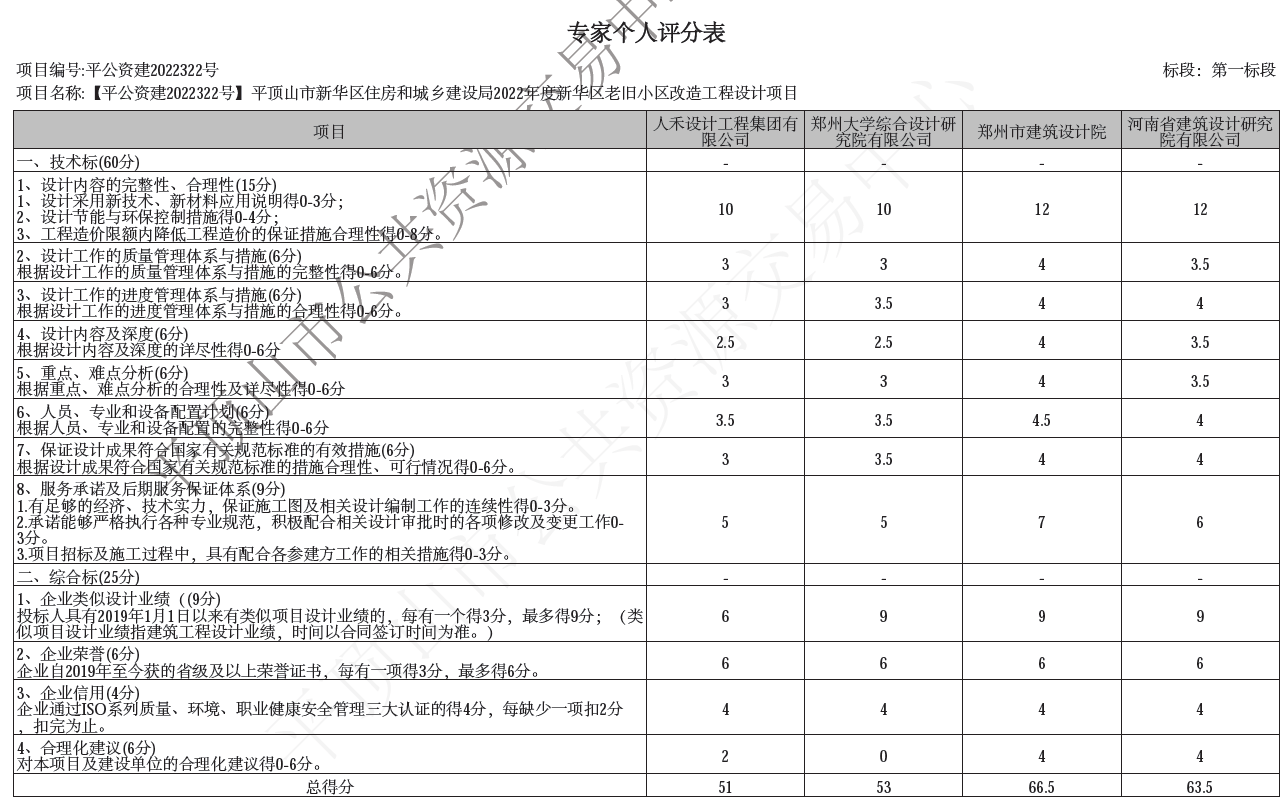 专家个人评分表
项目编号:平公资建2022322号
标段：第一标段
项目名称:【平公资建2022322号】平顶山市新华区住房和城乡建设局2022年度新华区老旧小区改造工程设计项目
项目
人禾设计工程集团有
限公司
郑州大学综合设计研
究院有限公司
郑州市建筑设计院
河南省建筑设计研究
院有限公司
一、技术标(60分)
-
-
-
-
1、设计内容的完整性、合理性(15分)
1、设计采用新技术、新材料应用说明得0-3分；
2、设计节能与环保控制措施得0-4分；
3、工程造价限额内降低工程造价的保证措施合理性得0-8分。
10
10
12
12
2、设计工作的质量管理体系与措施(6分)
根据设计工作的质量管理体系与措施的完整性得0-6分。
3
3
4
3.5
3、设计工作的进度管理体系与措施(6分)
根据设计工作的进度管理体系与措施的合理性得0-6分。
3
3.5
4
4
4、设计内容及深度(6分)
根据设计内容及深度的详尽性得0-6分
2.5
2.5
4
3.5
5、重点、难点分析(6分)
根据重点、难点分析的合理性及详尽性得0-6分
3
3
4
3.5
6、人员、专业和设备配置计划(6分)
根据人员、专业和设备配置的完整性得0-6分
3.5
3.5
4.5
4
7、保证设计成果符合国家有关规范标准的有效措施(6分)
根据设计成果符合国家有关规范标准的措施合理性、可行情况得0-6分。
3
3.5
4
4
8、服务承诺及后期服务保证体系(9分)
1.有足够的经济、技术实力，保证施工图及相关设计编制工作的连续性得0-3分。
2.承诺能够严格执行各种专业规范，积极配合相关设计审批时的各项修改及变更工作0-
3分。
3.项目招标及施工过程中，具有配合各参建方工作的相关措施得0-3分。
5
5
7
6
二、综合标(25分)
-
-
-
-
1、企业类似设计业绩（(9分)
投标人具有2019年1月1日以来有类似项目设计业绩的，每有一个得3分，最多得9分；（类
似项目设计业绩指建筑工程设计业绩，时间以合同签订时间为准。）
6
9
9
9
2、企业荣誉(6分)
企业自2019年至今获的省级及以上荣誉证书，每有一项得3分，最多得6分。
6
6
6
6
3、企业信用(4分)
企业通过ISO系列质量、环境、职业健康安全管理三大认证的得4分，每缺少一项扣2分
，扣完为止。
4
4
4
4
4、合理化建议(6分)
对本项目及建设单位的合理化建议得0-6分。
2
0
4
4
总得分
51
53
66.5
63.5
平顶山市公共资源交易中
平顶山市公共资源交易中心